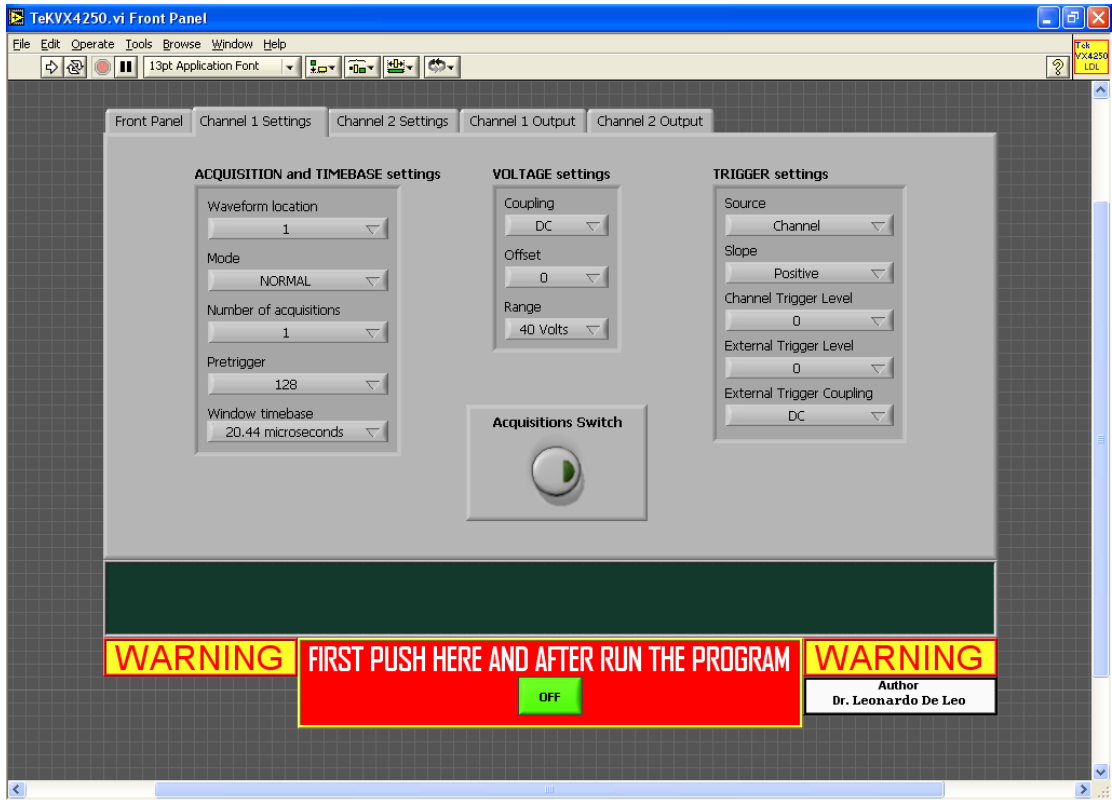 TeKVX4250.vi Front Panel
File Edit Operate Tools Browse Window Help
13pt Application Font
Tek
VX4250
LDL
Front Panel
Channel 1 Settings
Channel 2 Settings
Channel 1 Output
Channel 2 Output
ACQUISITION and TIMEBASE settings
Waveform location
1
Mode
NORMAL
Number of acquisitions
1
Pretrigger
128
Window timebase
20.44 microseconds
VOLTAGE settings
Coupling
DC
Offset
0
Range
40 Volts
Acquisitions Switch
TRIGGER settings
Source
Channel
Slope
Positive
Channel Trigger Level
0
External Trigger Level
0
External Trigger Coupling
DC
WARNING
FIRST PUSH HERE AND AFTER RUN THE PROGRAM
OFF
WARNING
Author
Dr. Leonardo De Leo